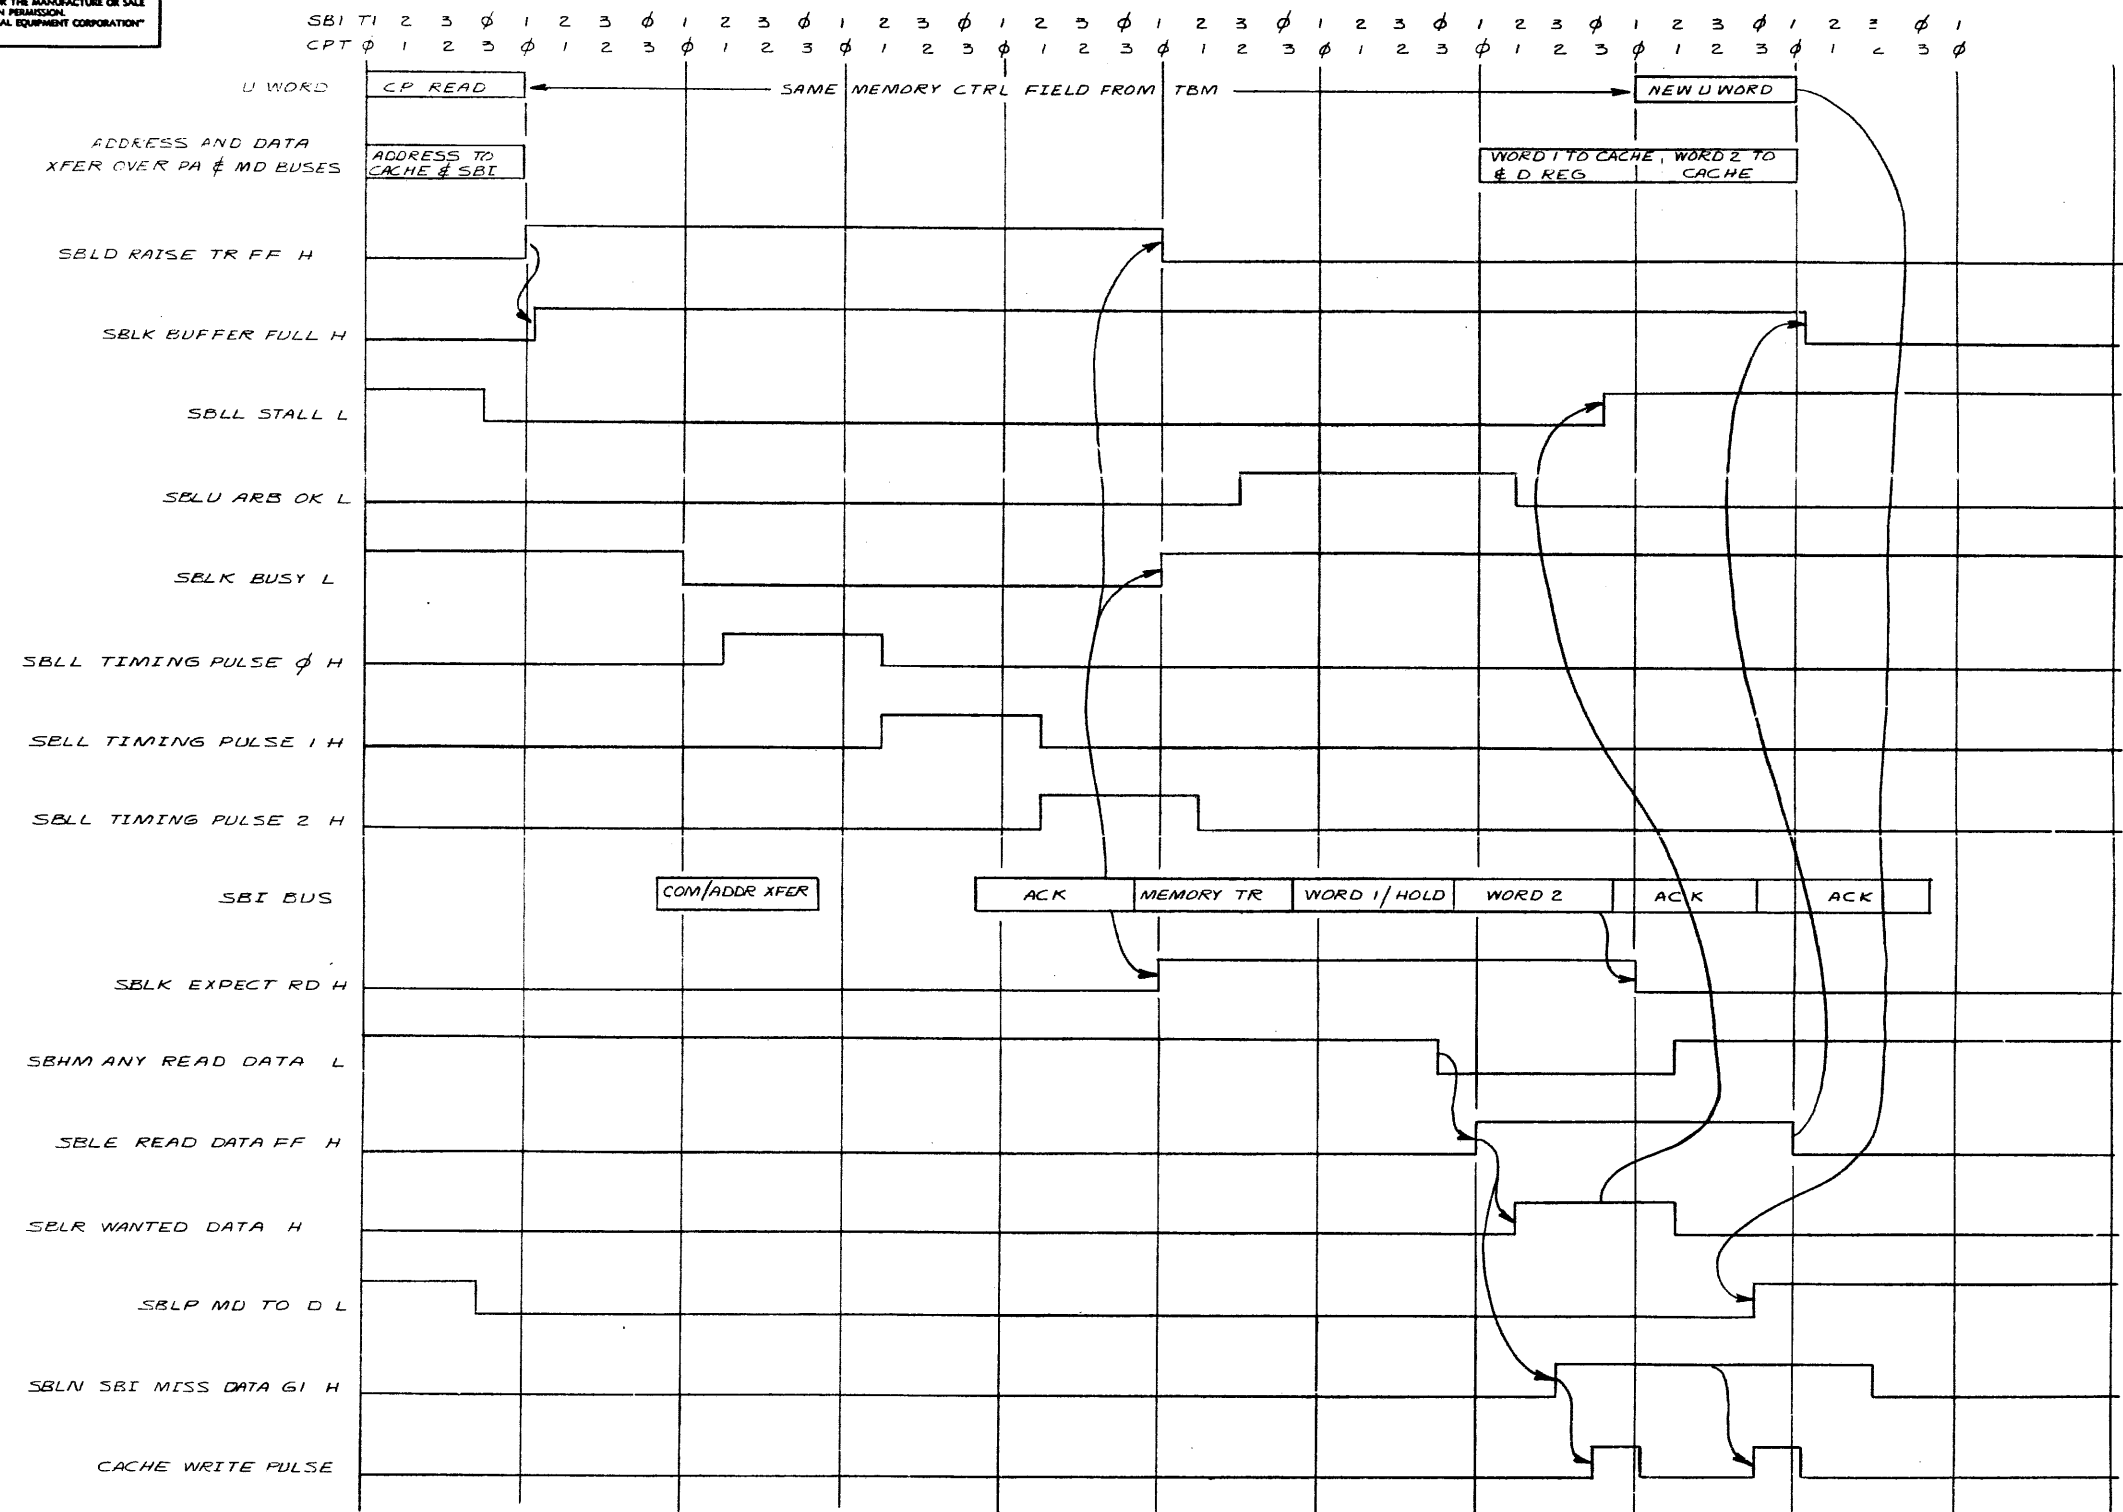 R THE MANUFACTURE OR SALE
N PERMISSION.
AL EQUIPMENT CORPORATION"
SBI T1 2 3 ϕ 1 2 3 ϕ 1 2 3 ϕ 1 2 3 ϕ 1 2 3 ϕ 1 2 3 ϕ 1 2 3 ϕ 1 2 3 ϕ 1 2 3 ϕ 1 2 3 ϕ 1
CPT ϕ 1 2 3 ϕ 1 2 3 ϕ 1 2 3 ϕ 1 2 3 ϕ 1 2 3 ϕ 1 2 3 ϕ 1 2 3 ϕ 1 2 3 ϕ 1 2 3 ϕ 1 2 3 ϕ
U WORD CP READ SAME MEMORY CTRL FIELD FROM TBM NEW U WORD
ADDRESS AND DATA
XFER OVER PA & MD BUSES
ADDRESS TO
CACHE & SBI
WORD 1 TO CACHE
& D REG
WORD 2 TO
CACHE
SBLD RAISE TR FF H
SBLK BUFFER FULL H
SBLL STALL L
SBLU ARB OK L
SBLK BUSY L
SBLL TIMING PULSE ϕ H
SBLL TIMING PULSE 1 H
SBLL TIMING PULSE 2 H
SBI BUS COM/ADDR XFER ACK MEMORY TR WORD 1/HOLD WORD 2 ACK ACK
SBLK EXPECT RD H
SBHM ANY READ DATA L
SBLE READ DATA FF H
SBLR WANTED DATA H
SBLP MD TO D L
SBLN SBI MISS DATA G1 H
CACHE WRITE PULSE